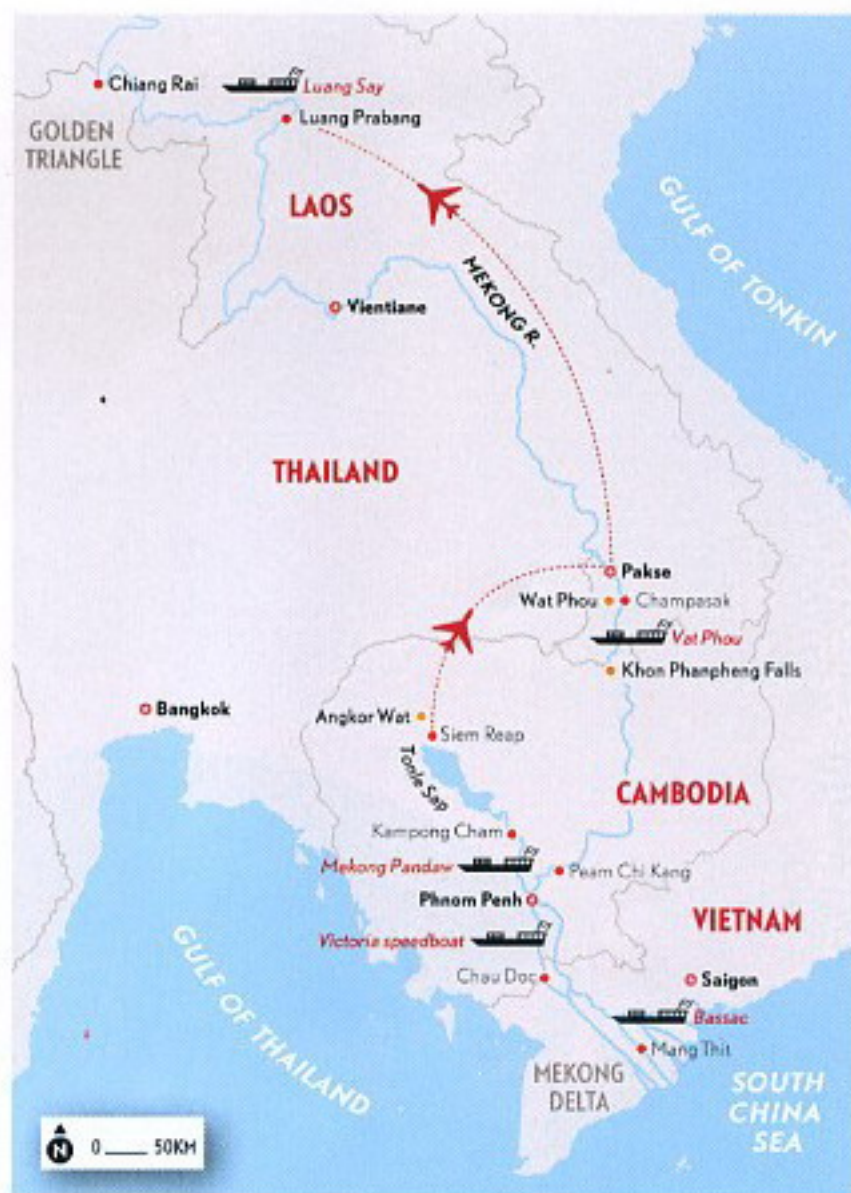 Chiang Rai
Luang Say
Luang Prabang
GOLDEN
TRIANGLE
LAOS
GULF OF TONKIN
MEKONG R.
Vientiane
THAILAND
Pakse
Wat Phou
Champasak
Vat Phou
Khon Phanpheng Falls
Bangkok
Angkor Wat
Siem Reap
Tonle Sap
CAMBODIA
Kampong Cham
Mekong Pandaw
Peam Chi Kang
Phnom Penh
VIETNAM
Victoria speedboat
GULF OF THAILAND
Chau Doc
Saigon
Bassac
Mang Thit
MEKONG
DELTA
SOUTH
CHINA
SEA
N 0 50KM